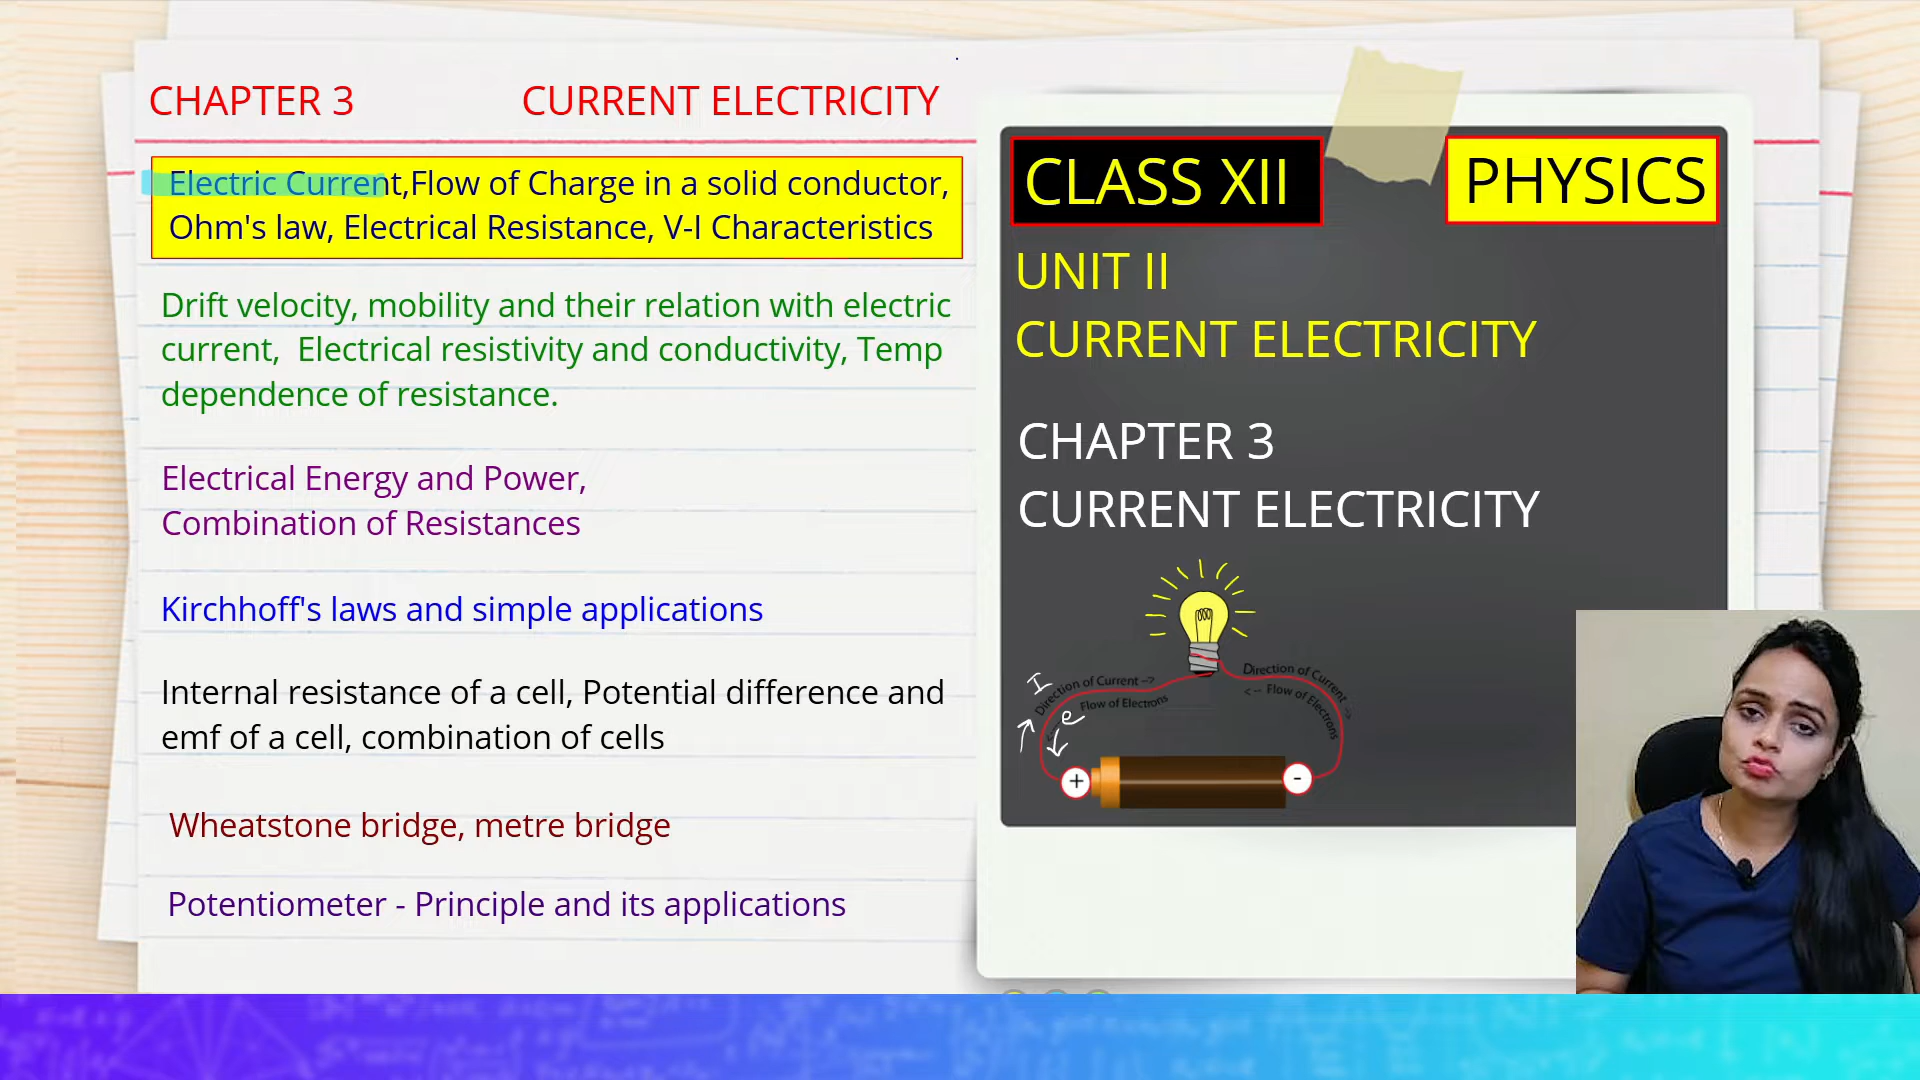 CHAPTER 3 CURRENT ELECTRICITY
Electric Current,Flow of Charge in a solid conductor,
Ohm's law, Electrical Resistance, V-I Characteristics
Drift velocity, mobility and their relation with electric
current, Electrical resistivity and conductivity, Temp
dependence of resistance.
Electrical Energy and Power,
Combination of Resistances
Kirchhoff's laws and simple applications
Internal resistance of a cell, Potential difference and
emf of a cell, combination of cells
Wheatstone bridge, metre bridge
Potentiometer - Principle and its applications
CLASS XII
PHYSICS
UNIT II
CURRENT ELECTRICITY
CHAPTER 3
CURRENT ELECTRICITY
I
Direction of Current -->
Flow of Electrons
e
Direction of Current -->
<-- Flow of Electrons
+
-